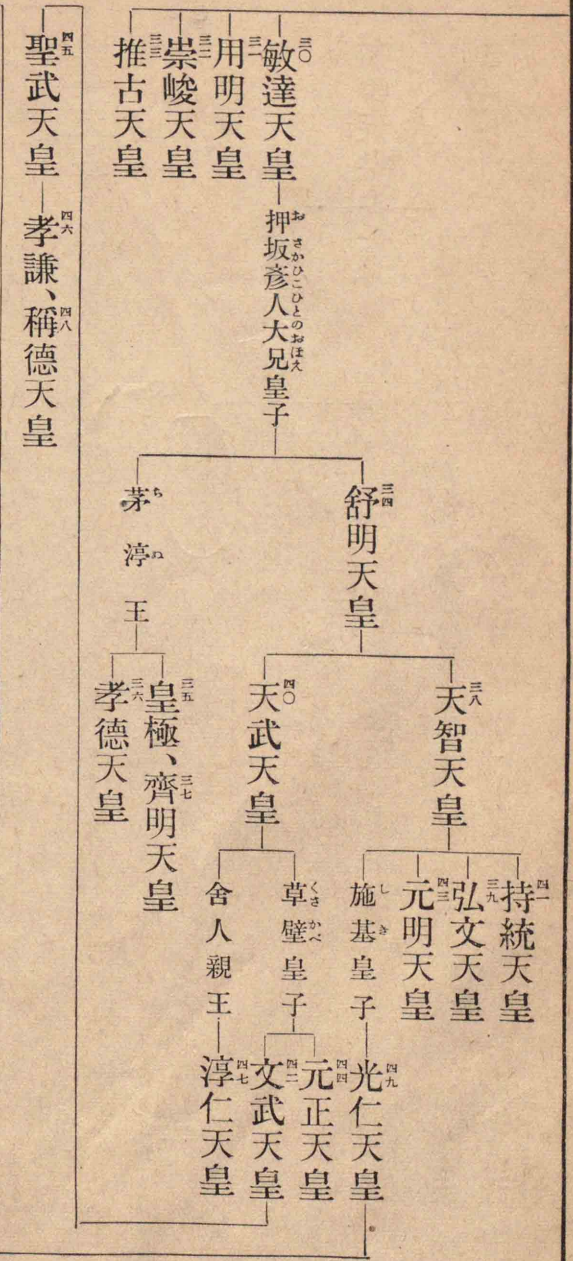 三〇 敏達天皇
押坂彥人大兄皇子
おさかひこひとのおほえ
三一 用明天皇
三二 崇峻天皇
三三 推古天皇
三四 舒明天皇
茅渟王
ちぬ
三八 天智天皇
四〇 天武天皇
三五 皇極、三七 齊明天皇
三六 孝德天皇
四一 持統天皇
三九 弘文天皇
四三 元明天皇
施基皇子
しき
草壁皇子
くさかべ
舍人親王
四九 光仁天皇
四四 元正天皇
四二 文武天皇
四七 淳仁天皇
四五 聖武天皇
四六 孝謙、四八 稱德天皇